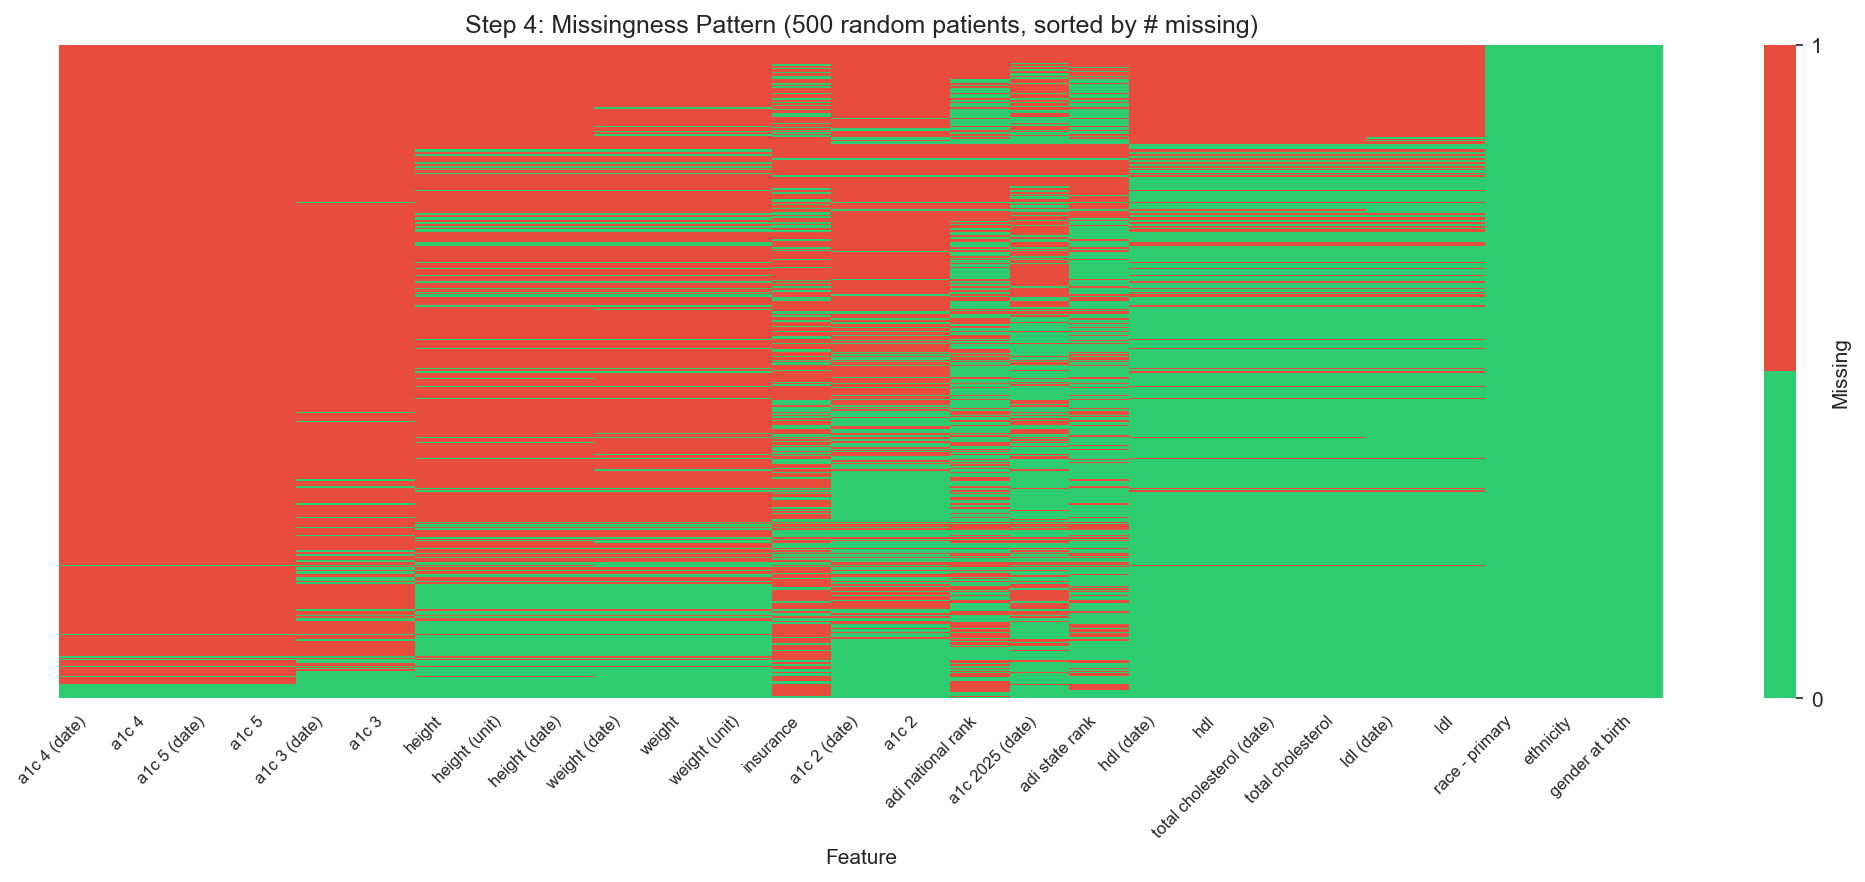 Step 4: Missingness Pattern (500 random patients, sorted by # missing)
1
Missing
0
a1c 4 (date)
a1c 4
a1c 5 (date)
a1c 5
a1c 3 (date)
a1c 3
height
height (unit)
height (date)
weight (date)
weight
weight (unit)
insurance
a1c 2 (date)
a1c 2
adi national rank
a1c 2025 (date)
adi state rank
hdl (date)
hdl
total cholesterol (date)
total cholesterol
ldl (date)
ldl
race - primary
ethnicity
gender at birth
Feature